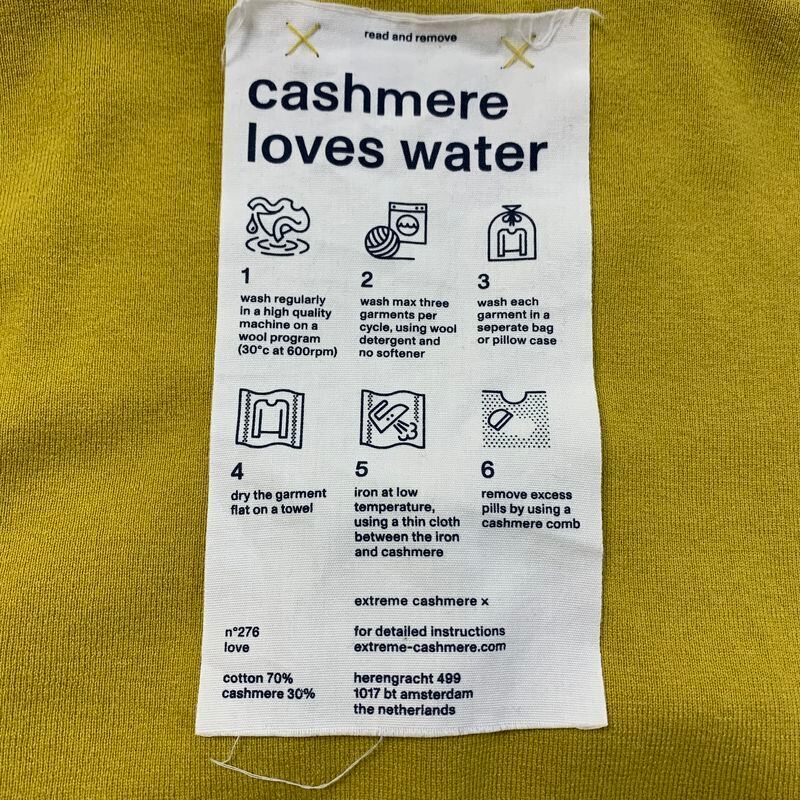 read and remove
cashmere
loves water
1
wash regularly
in a high quality
machine on a
wool program
(30°c at 600rpm)
2
wash max three
garments per
cycle, using wool
detergent and
no softener
3
wash each
garment in a
seperate bag
or pillow case
4
dry the garment
flat on a towel
5
iron at low
temperature,
using a thin cloth
between the iron
and cashmere
6
remove excess
pills by using a
cashmere comb
n°276
love
cotton 70%
cashmere 30%
extreme cashmere x
for detailed instructions
extreme-cashmere.com
herengracht 499
1017 bt amsterdam
the netherlands